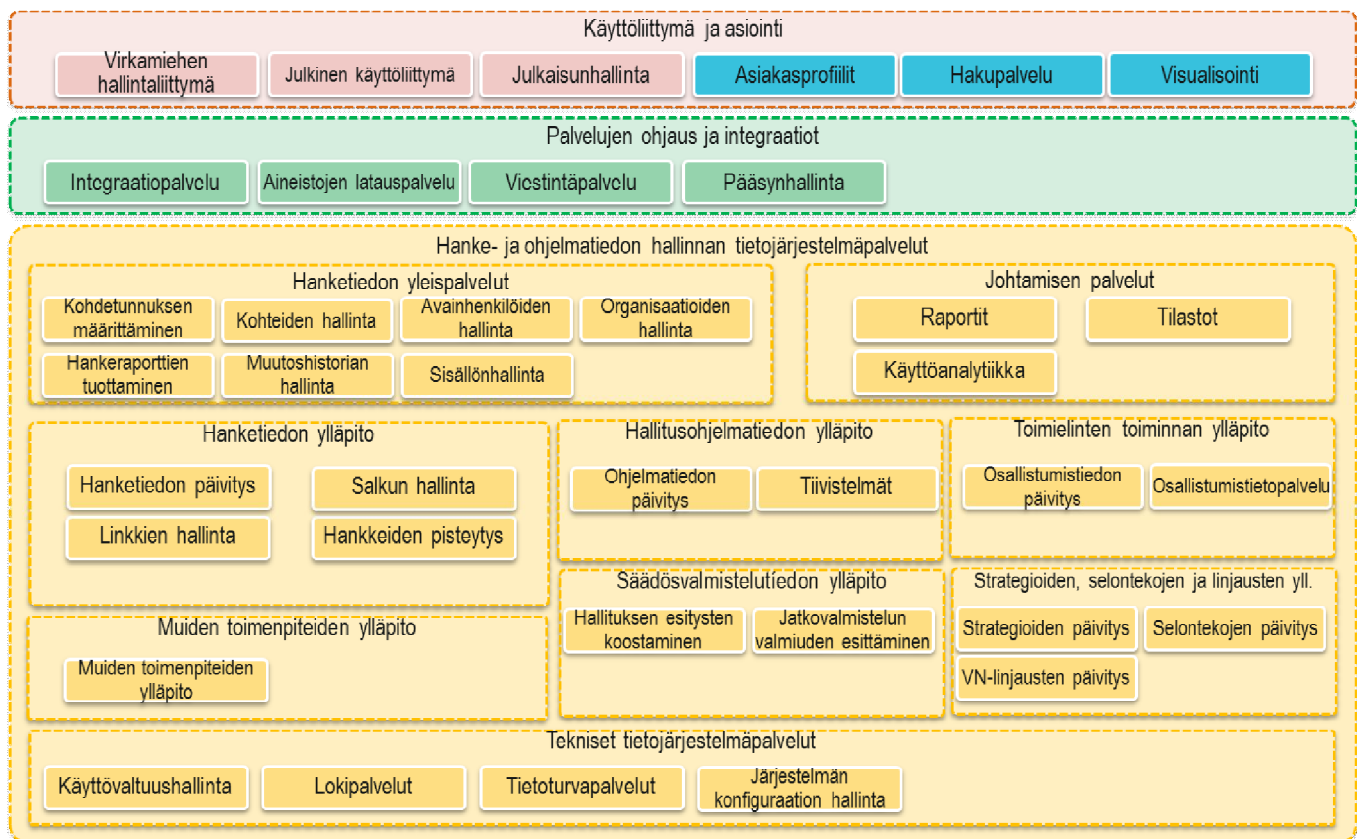 Käyttöliittymä ja asiointi
Virkamiehen
hallintaliittymä
Julkinen käyttöliittymä
Julkaisunhallinta
Asiakasprofiilit
Hakupalvelu
Visualisointi
Palvelujen ohjaus ja integraatiot
Integraatiopalvelu
Aineistojen latauspalvelu
Viestintäpalvelu
Pääsynhallinta
Hanke- ja ohjelmatiedon hallinnan tietojärjestelmäpalvelut
Hanketiedon yleispalvelut
Kohdetunnuksen
määrittäminen
Kohteiden hallinta
Avainhenkilöiden
hallinta
Organisaatioiden
hallinta
Hankeraporttien
tuottaminen
Muutoshistorian
hallinta
Sisällönhallinta
Johtamisen palvelut
Raportit
Tilastot
Käyttöanalytiikka
Hanketiedon ylläpito
Hanketiedon päivitys
Salkun hallinta
Linkkien hallinta
Hankkeiden pisteytys
Hallitusohjelmatiedon ylläpito
Ohjelmatiedon
päivitys
Tiivistelmät
Toimielinten toiminnan ylläpito
Osallistumistiedon
päivitys
Osallistumistietopalvelu
Muiden toimenpiteiden ylläpito
Muiden toimenpiteiden
ylläpito
Säädösvalmistelutiedon ylläpito
Hallituksen esitysten
koostaminen
Jatkovalmistelun
valmiuden esittäminen
Strategioiden, selontekojen ja linjausten yll.
Strategioiden päivitys
Selontekojen päivitys
VN-linjausten päivitys
Tekniset tietojärjestelmäpalvelut
Käyttövaltuushallinta
Lokipalvelut
Tietoturvapalvelut
Järjestelmän
konfiguraation hallinta